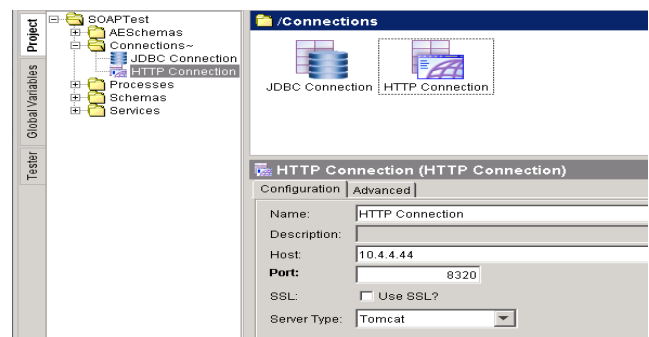 Project
Global Variables
Tester
SOAPTest
AESchemas
Connections~
JDBC Connection
HTTP Connection
Processes
Schemas
Services
/Connections
JDBC Connection
HTTP Connection
HTTP Connection (HTTP Connection)
Configuration
Advanced
Name: HTTP Connection
Description:
Host: 10.4.4.44
Port: 8320
SSL: Use SSL?
Server Type: Tomcat